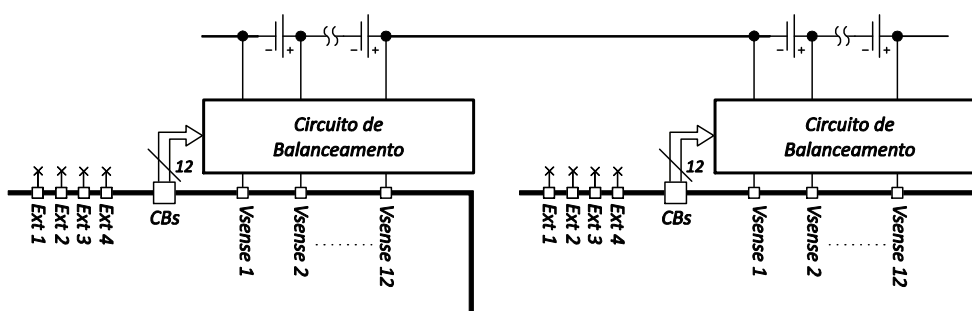 - + - +
- + - +
Circuito de
Balanceamento
12
Circuito de
Balanceamento
12
Ext 1
Ext 2
Ext 3
Ext 4
CBs
Vsense 1
Vsense 2
............
Vsense 12
Ext 1
Ext 2
Ext 3
Ext 4
CBs
Vsense 1
Vsense 2
............
Vsense 12